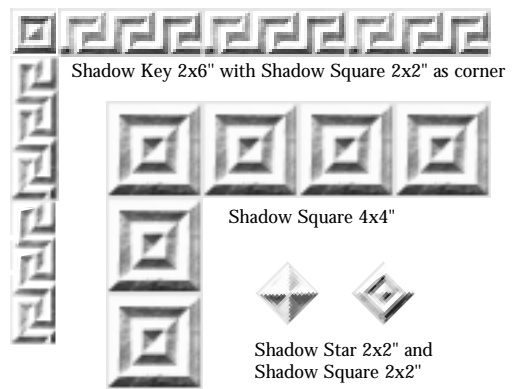 Shadow Key 2x6" with Shadow Square 2x2" as corner
Shadow Square 4x4"
Shadow Star 2x2" and
Shadow Square 2x2"